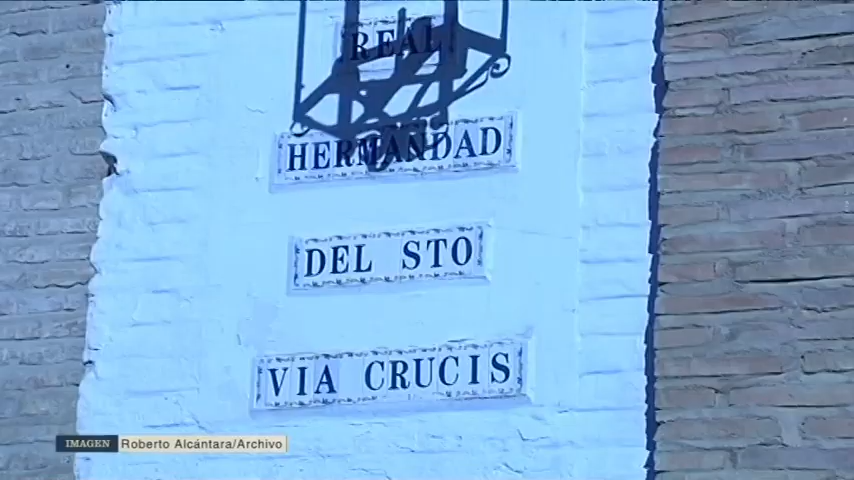 REAL
HERMANDAD
DEL STO
VIA CRUCIS
IMAGEN Roberto Alcántara/Archivo